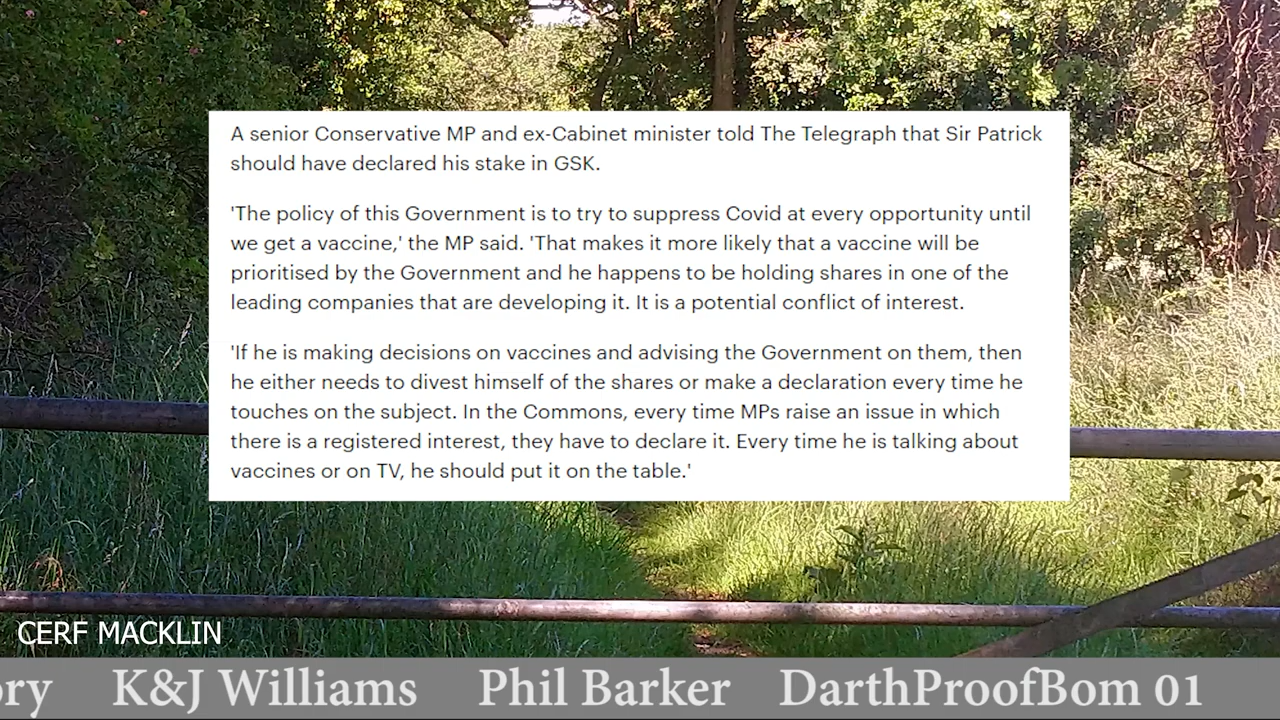 A senior Conservative MP and ex-Cabinet minister told The Telegraph that Sir Patrick
should have declared his stake in GSK.
'The policy of this Government is to try to suppress Covid at every opportunity until
we get a vaccine,' the MP said. 'That makes it more likely that a vaccine will be
prioritised by the Government and he happens to be holding shares in one of the
leading companies that are developing it. It is a potential conflict of interest.
'If he is making decisions on vaccines and advising the Government on them, then
he either needs to divest himself of the shares or make a declaration every time he
touches on the subject. In the Commons, every time MPs raise an issue in which
there is a registered interest, they have to declare it. Every time he is talking about
vaccines or on TV, he should put it on the table.'
CERF MACKLIN
K&J Williams Phil Barker DarthProofBom 01